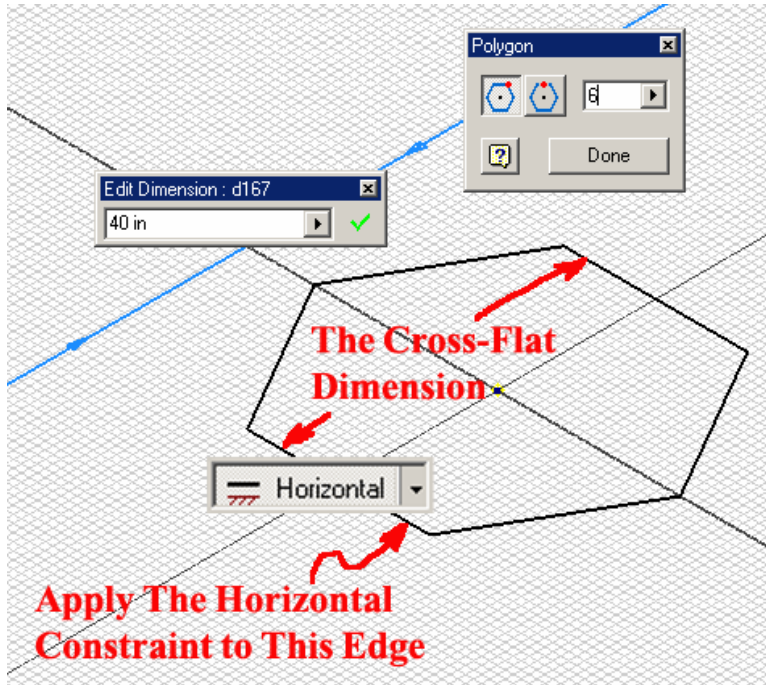 Polygon
6
Done
Edit Dimension : d167
40 in
The Cross-Flat
Dimension
Horizontal
Apply The Horizontal
Constraint to This Edge